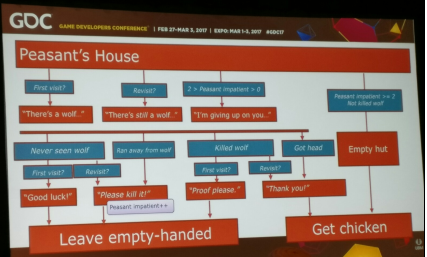 GDC
GAME DEVELOPERS CONFERENCE | FEB 27-MAR 3, 2017 | EXPO: MAR 1-3, 2017 #GDC17
Peasant's House
First visit?
Revisit?
2 > Peasant impatient > 0
Peasant impatient >= 2
Not killed wolf
"There's a wolf.."
"There's still a wolf.."
"I'm giving up on you.."
Never seen wolf
Ran away from wolf
Killed wolf
Got head
Empty hut
First visit?
Revisit?
First visit?
Revisit?
"Good luck!"
"Please kill it!"
"Proof please."
"Thank you!"
Peasant impatient++
Leave empty-handed
Get chicken